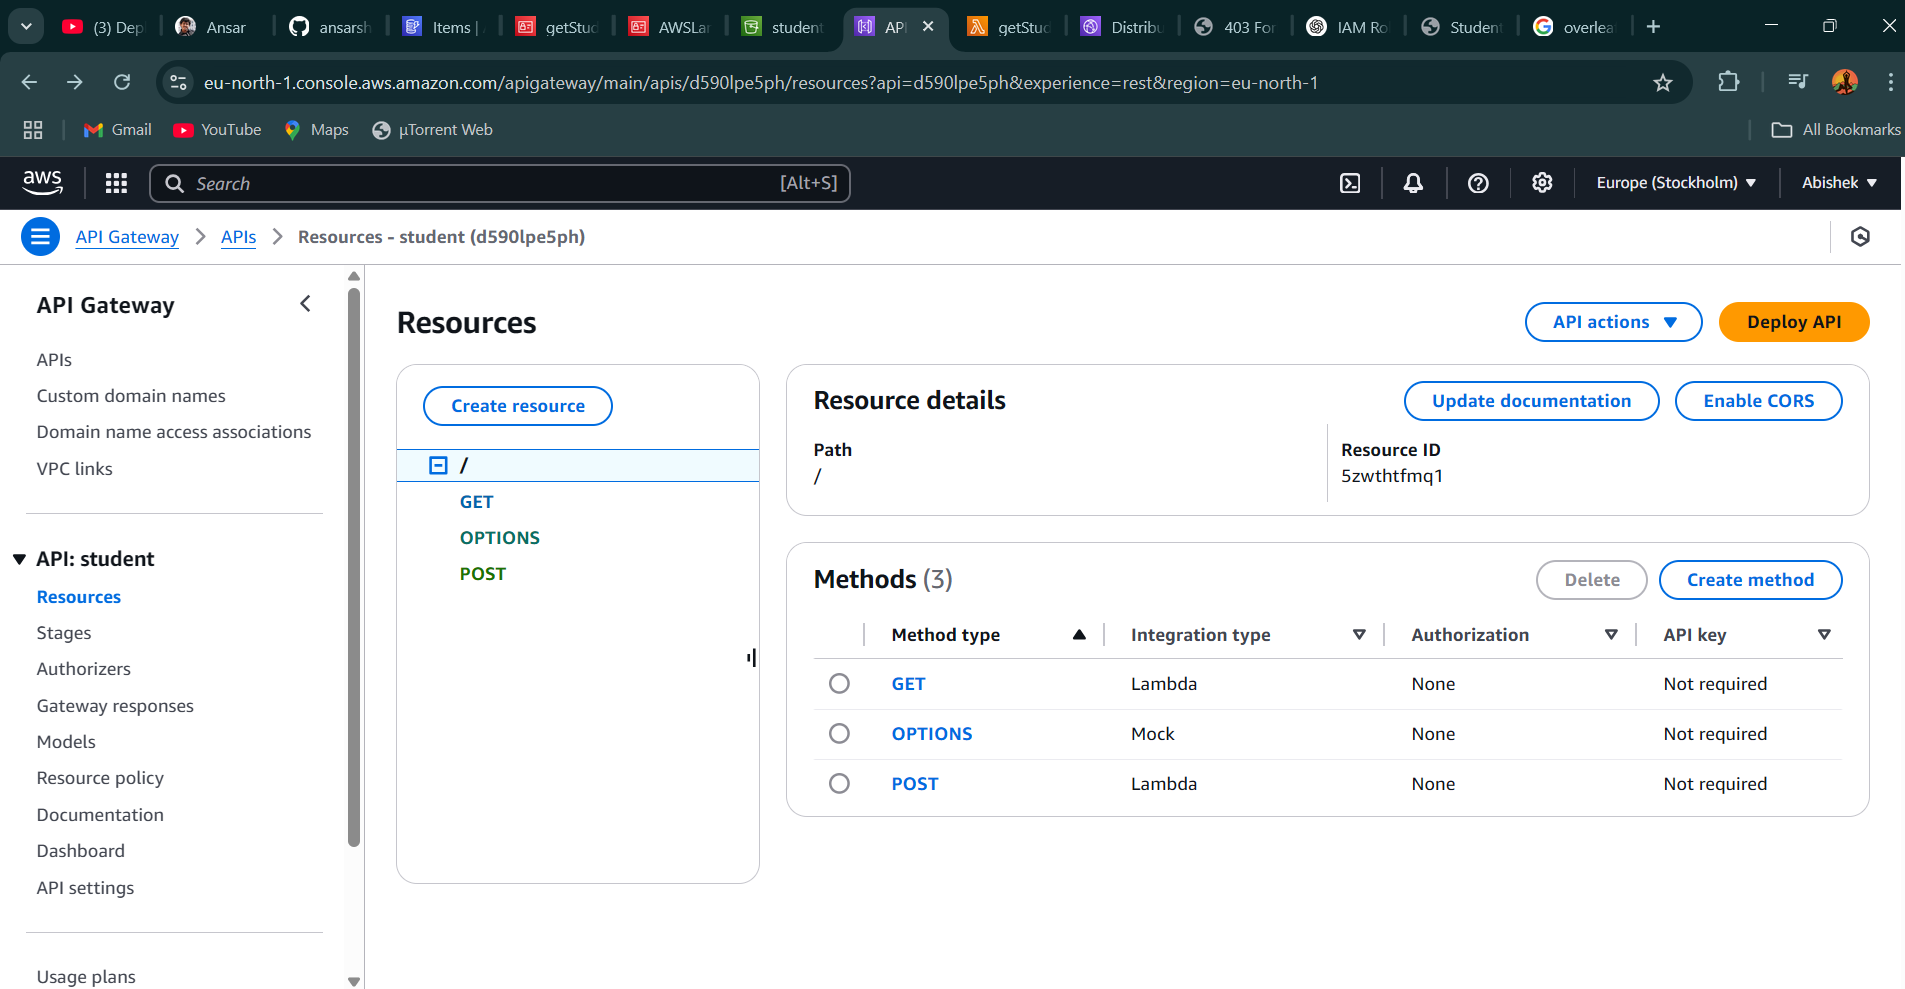 (3) Dep
Ansar
ansarsh
Items |
getStud
AWSLar
student
API
getStud
Distribu
403 For
IAM Ro
Student
overlea
eu-north-1.console.aws.amazon.com/apigateway/main/apis/d590lpe5ph/resources?api=d590lpe5ph&experience=rest&region=eu-north-1
Gmail
YouTube
Maps
µTorrent Web
All Bookmarks
aws
Search
[Alt+S]
Europe (Stockholm)
Abishek
API Gateway
APIs
Resources - student (d590lpe5ph)
API Gateway
APIs
Custom domain names
Domain name access associations
VPC links
API: student
Resources
Stages
Authorizers
Gateway responses
Models
Resource policy
Documentation
Dashboard
API settings
Usage plans
Resources
API actions
Deploy API
Create resource
/
GET
OPTIONS
POST
Resource details
Update documentation
Enable CORS
Path
/
Resource ID
5zwthtfmq1
Methods (3)
Delete
Create method
Method type
Integration type
Authorization
API key
GET
Lambda
None
Not required
OPTIONS
Mock
None
Not required
POST
Lambda
None
Not required